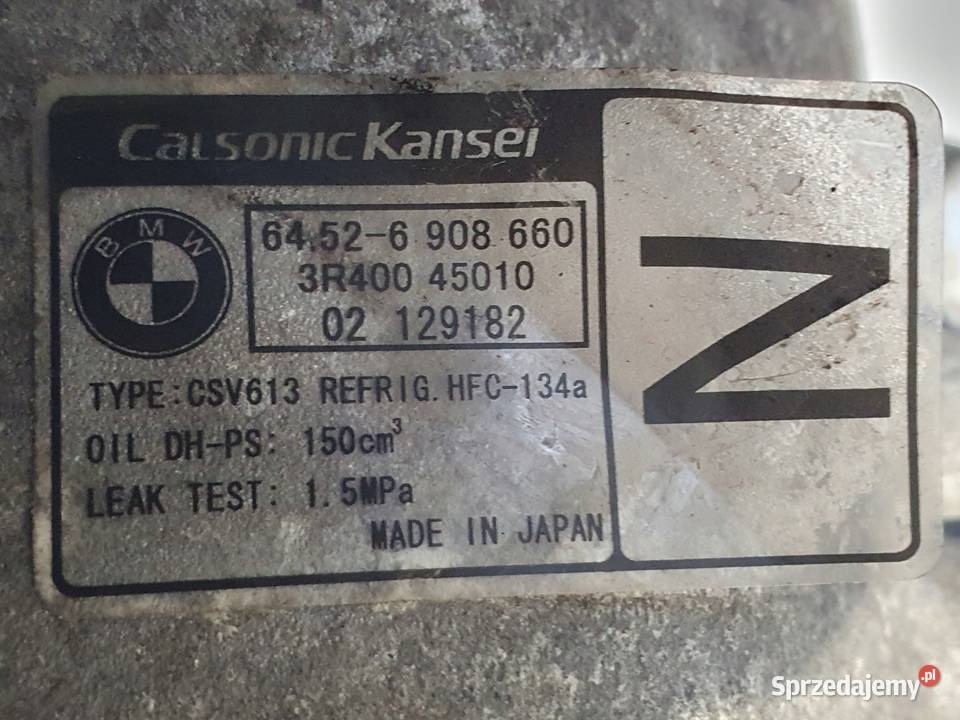 CalsonicKansei
BMW
64.52-6 908 660
3R400 45010
02 129182
TYPE:CSV613 REFRIG.HFC-134a
OIL DH-PS: 150cm³
LEAK TEST: 1.5MPa
MADE IN JAPAN
N
Sprzedajemy.pl